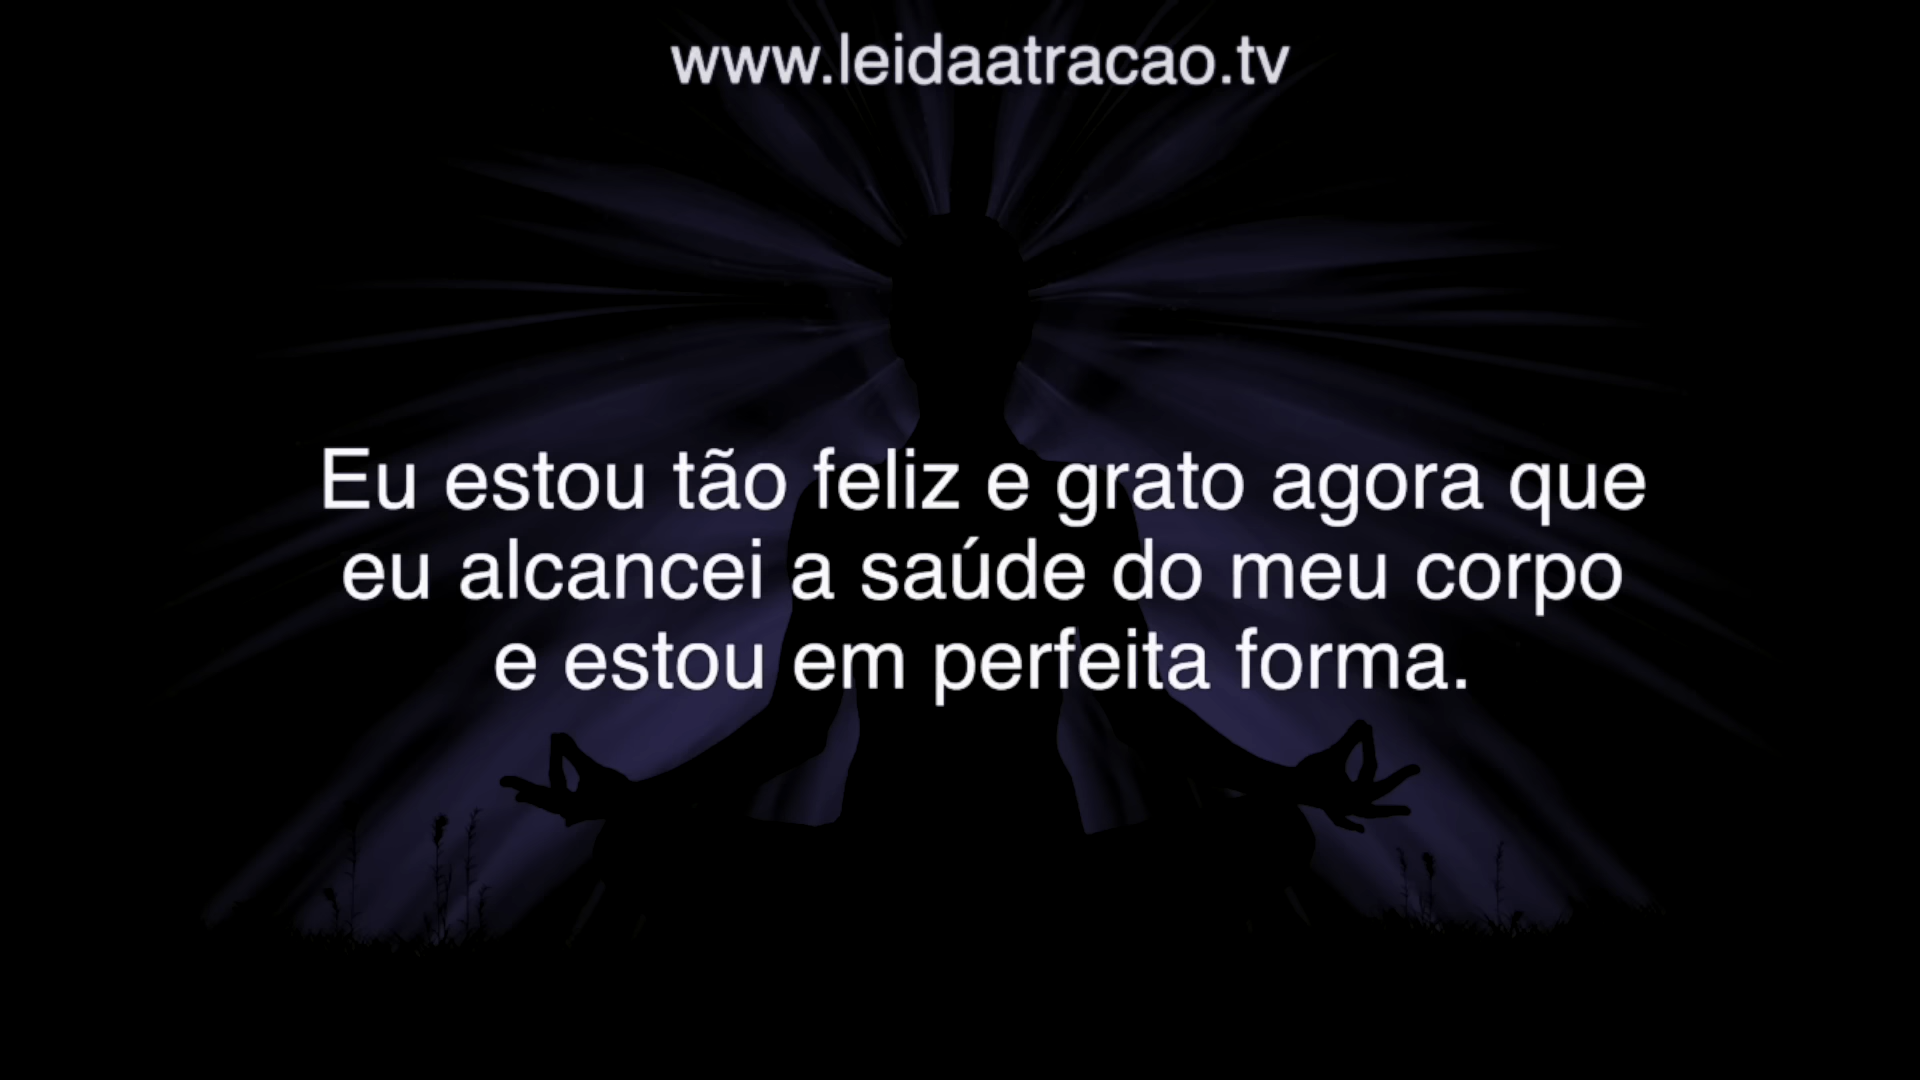 www.leidaatracao.tv
Eu estou tão feliz e grato agora que
eu alcancei a saúde do meu corpo
e estou em perfeita forma.